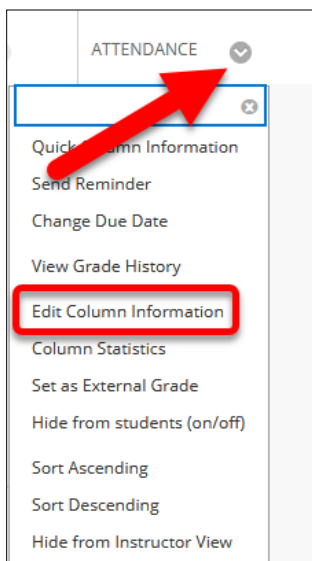 ATTENDANCE
Quick Column Information
Send Reminder
Change Due Date
View Grade History
Edit Column Information
Column Statistics
Set as External Grade
Hide from students (on/off)
Sort Ascending
Sort Descending
Hide from Instructor View